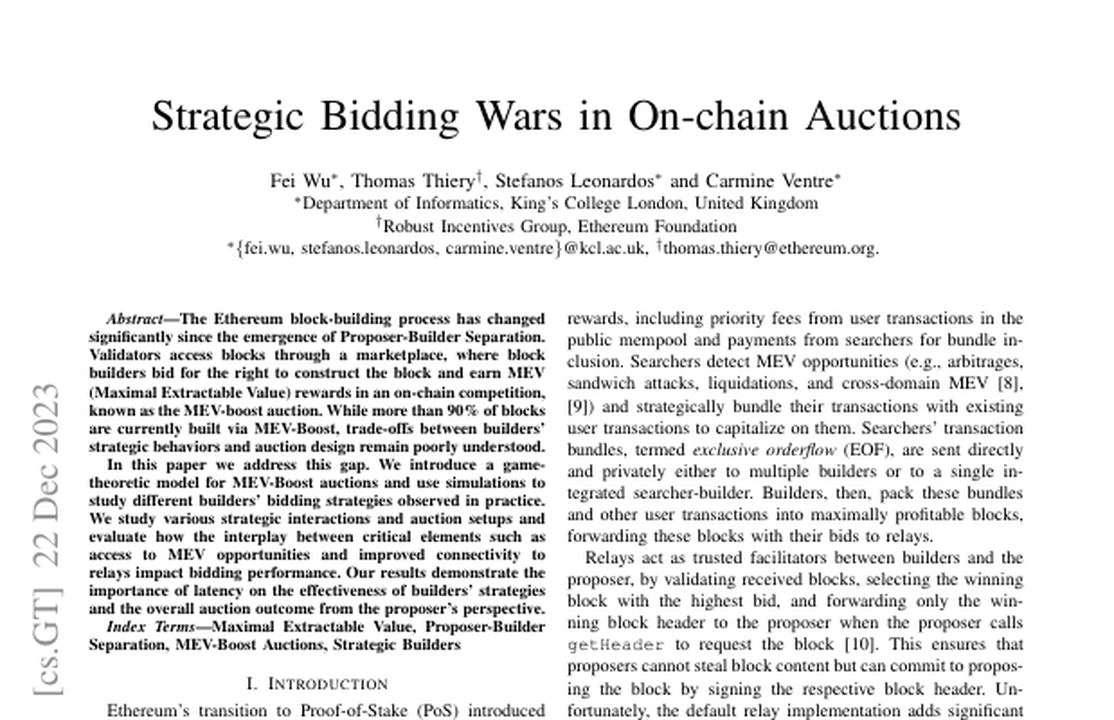 Strategic Bidding Wars in On-chain Auctions
Fei Wu*, Thomas Thiery†, Stefanos Leonardos* and Carmine Ventre*
*Department of Informatics, King's College London, United Kingdom
†Robust Incentives Group, Ethereum Foundation
*{fei.wu, stefanos.leonardos, carmine.ventre}@kcl.ac.uk, †thomas.thiery@ethereum.org.
[cs.GT] 22 Dec 2023
Abstract—The Ethereum block-building process has changed
significantly since the emergence of Proposer-Builder Separation.
Validators access blocks through a marketplace, where block
builders bid for the right to construct the block and earn MEV
(Maximal Extractable Value) rewards in an on-chain competition,
known as the MEV-boost auction. While more than 90% of blocks
are currently built via MEV-Boost, trade-offs between builders'
strategic behaviors and auction design remain poorly understood.
In this paper we address this gap. We introduce a game-
theoretic model for MEV-Boost auctions and use simulations to
study different builders' bidding strategies observed in practice.
We study various strategic interactions and auction setups and
evaluate how the interplay between critical elements such as
access to MEV opportunities and improved connectivity to
relays impact bidding performance. Our results demonstrate the
importance of latency on the effectiveness of builders' strategies
and the overall auction outcome from the proposer's perspective.
Index Terms—Maximal Extractable Value, Proposer-Builder
Separation, MEV-Boost Auctions, Strategic Builders
I. INTRODUCTION
Ethereum's transition to Proof-of-Stake (PoS) introduced
rewards, including priority fees from user transactions in the
public mempool and payments from searchers for bundle in-
clusion. Searchers detect MEV opportunities (e.g., arbitrages,
sandwich attacks, liquidations, and cross-domain MEV [8],
[9]) and strategically bundle their transactions with existing
user transactions to capitalize on them. Searchers' transaction
bundles, termed exclusive orderflow (EOF), are sent directly
and privately either to multiple builders or to a single in-
tegrated searcher-builder. Builders, then, pack these bundles
and other user transactions into maximally profitable blocks,
forwarding these blocks with their bids to relays.
Relays act as trusted facilitators between builders and the
proposer, by validating received blocks, selecting the winning
block with the highest bid, and forwarding only the win-
ning block header to the proposer when the proposer calls
getHeader to request the block [10]. This ensures that
proposers cannot steal block content but can commit to propos-
ing the block by signing the respective block header. Un-
fortunately, the default relay implementation adds significant